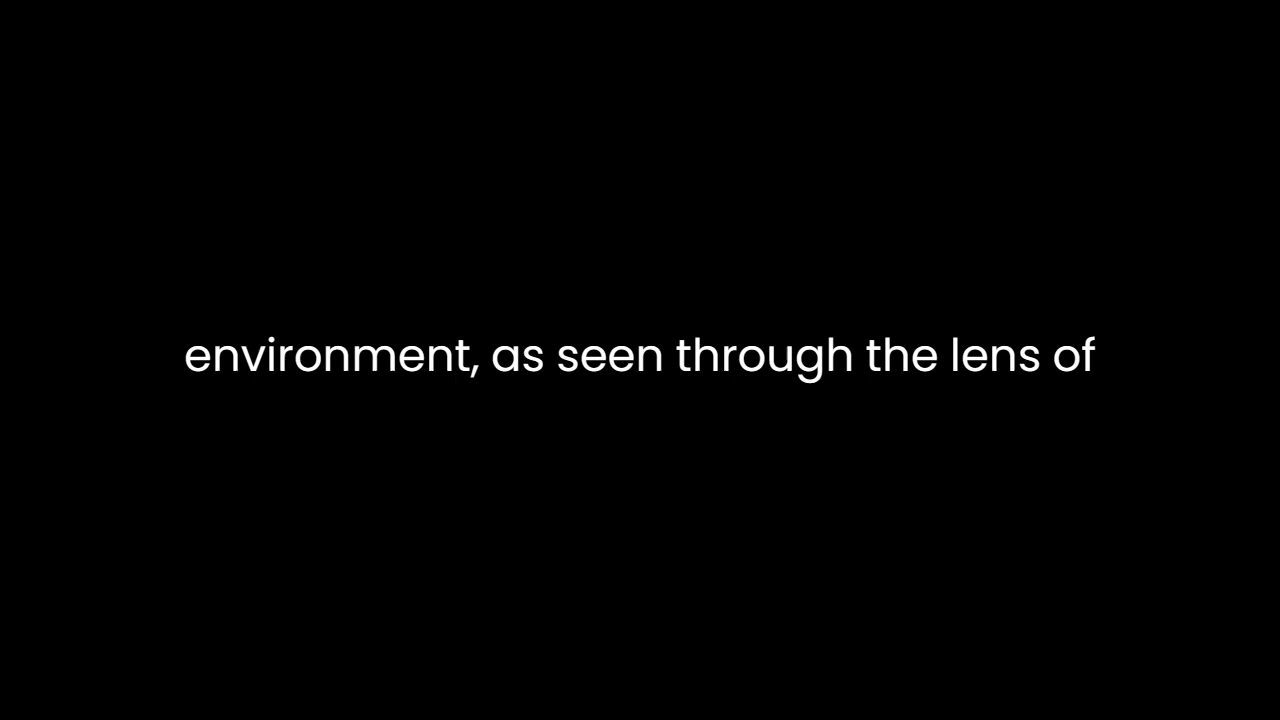 environment, as seen through the lens of